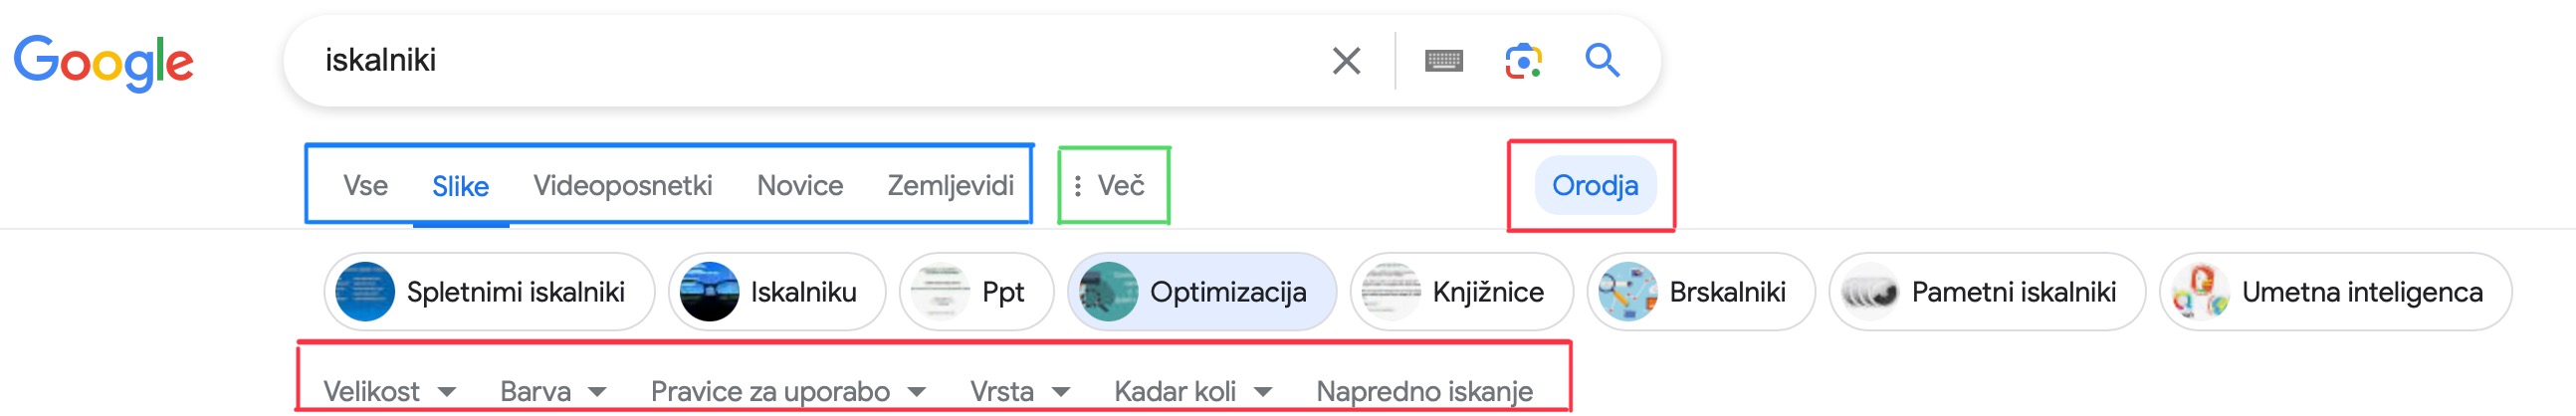 Google iskalniki
Vse Slike Videoposnetki Novice Zemljevidi Več Orodja
Spletnimi iskalniki Iskalniku Ppt Optimizacija Knjižnice Brskalniki Pametni iskalniki Umetna inteligenca
Velikost Barva Pravice za uporabo Vrsta Kadar koli Napredno iskanje